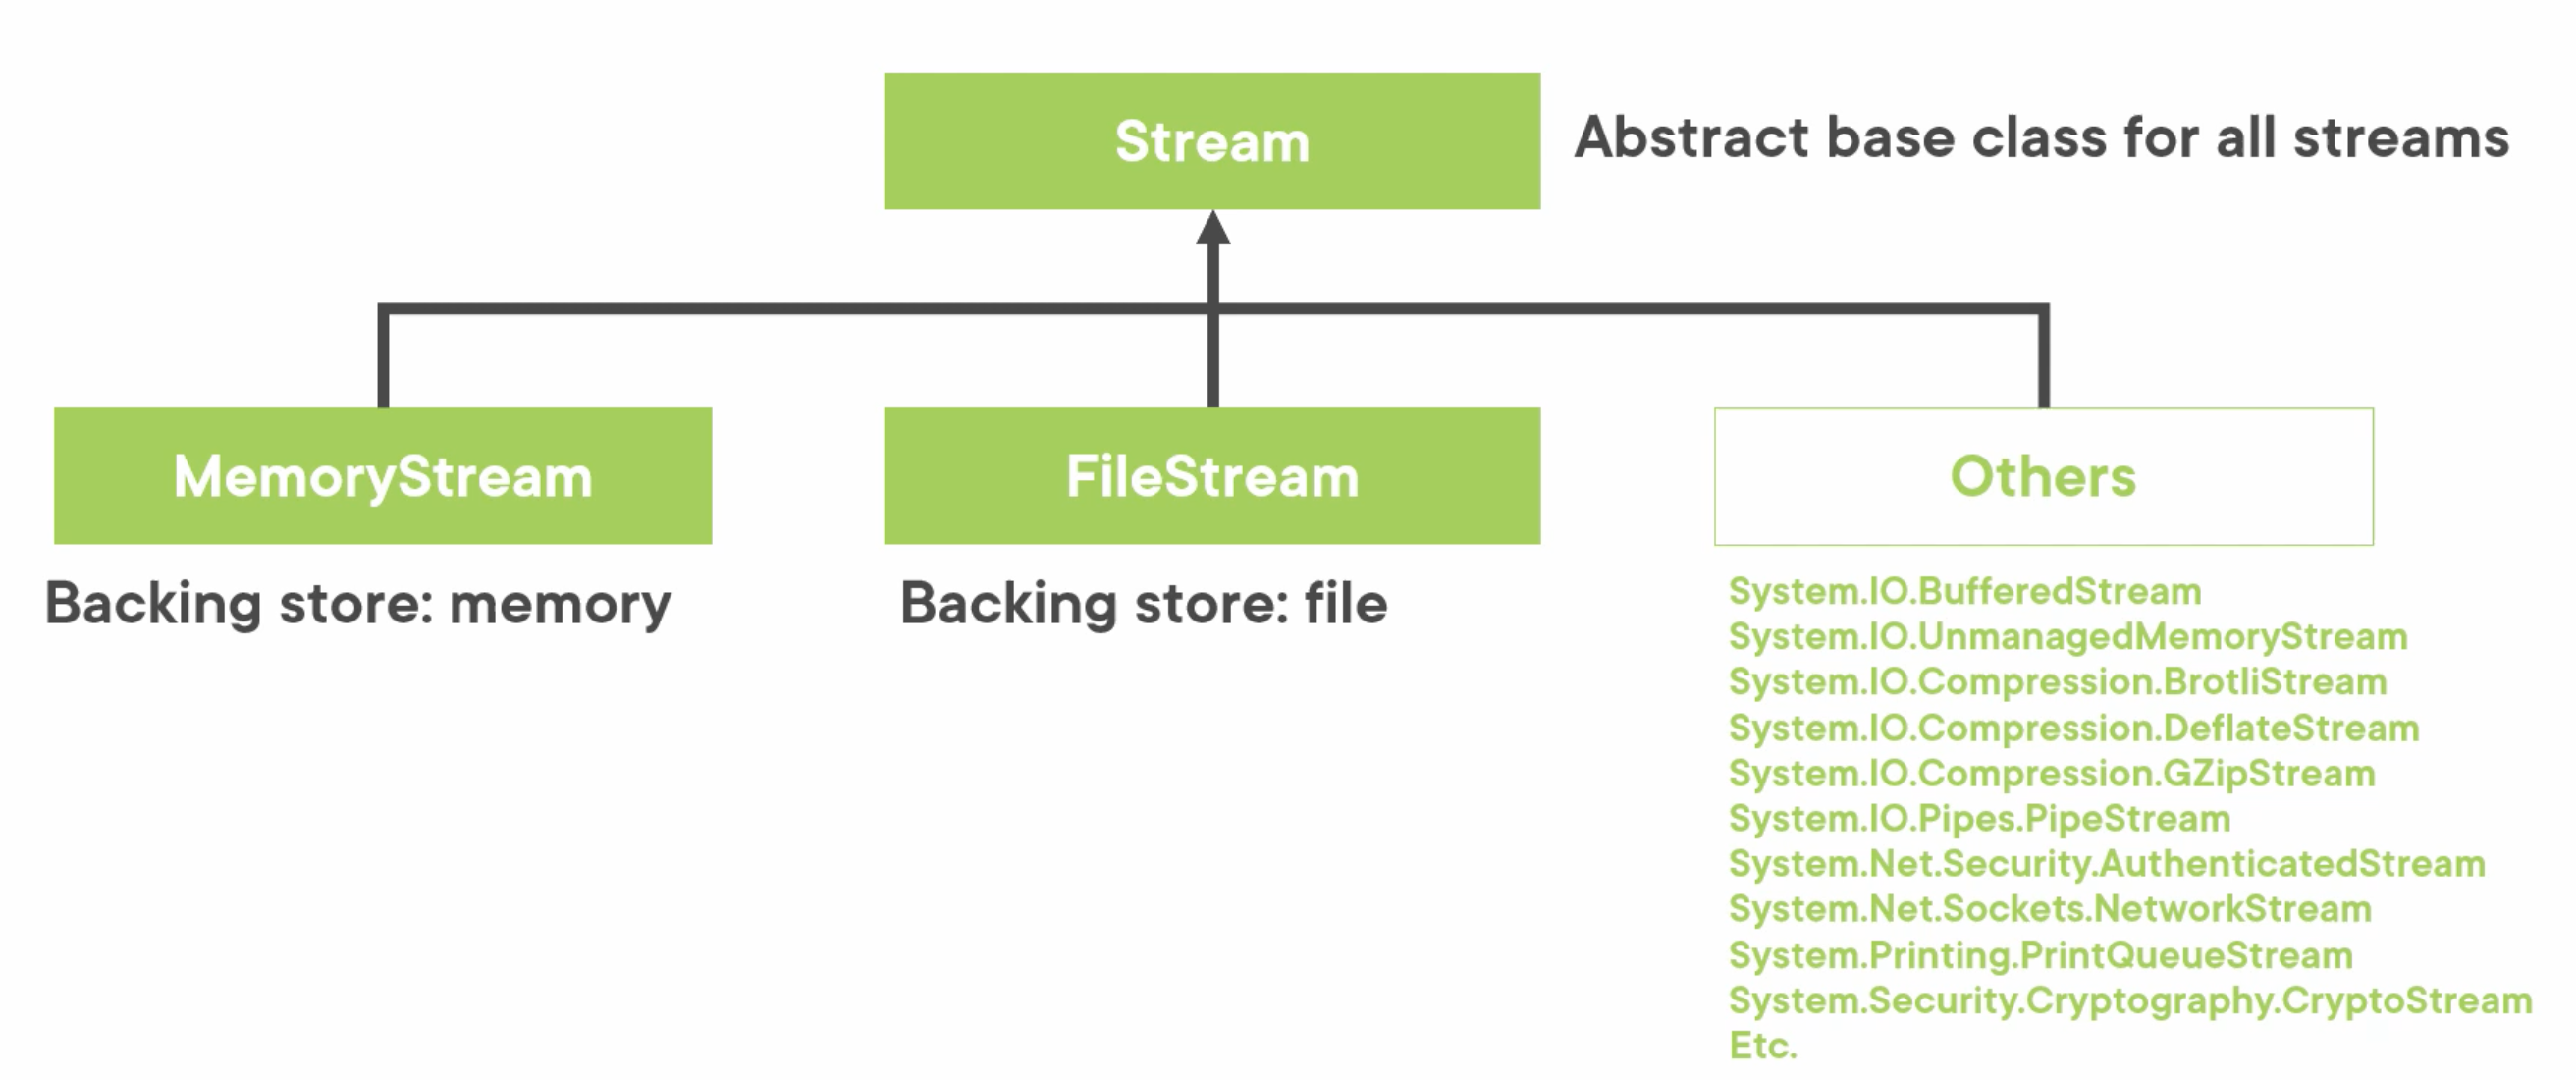 Stream
Abstract base class for all streams
MemoryStream
Backing store: memory
FileStream
Backing store: file
Others
System.IO.BufferedStream
System.IO.UnmanagedMemoryStream
System.IO.Compression.BrotliStream
System.IO.Compression.DeflateStream
System.IO.Compression.GZipStream
System.IO.Pipes.PipeStream
System.Net.Security.AuthenticatedStream
System.Net.Sockets.NetworkStream
System.Printing.PrintQueueStream
System.Security.Cryptography.CryptoStream
Etc.